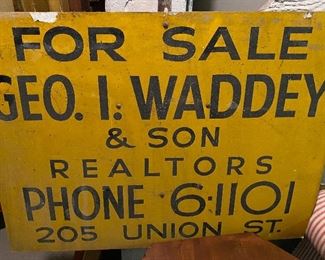 FOR SALE
GEO. I. WADDEY
& SON
REALTORS
PHONE 6-1101
205 UNION ST.